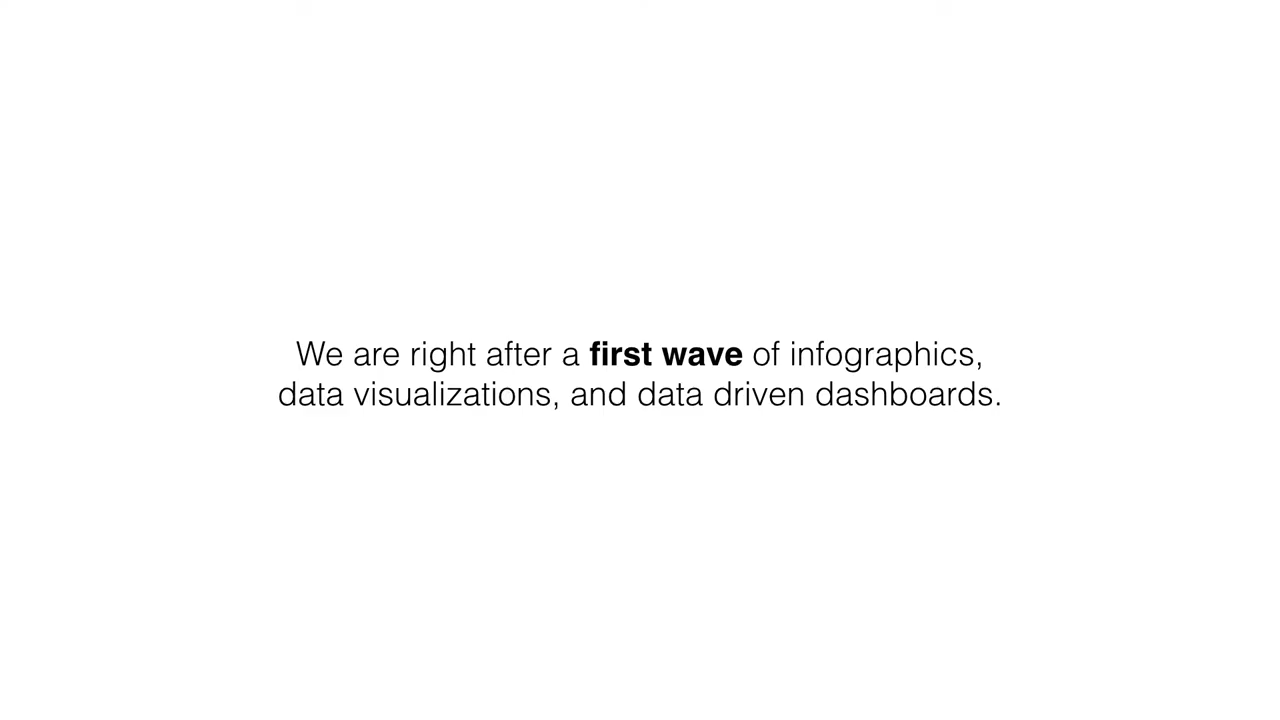 We are right after a first wave of infographics,
data visualizations, and data driven dashboards.